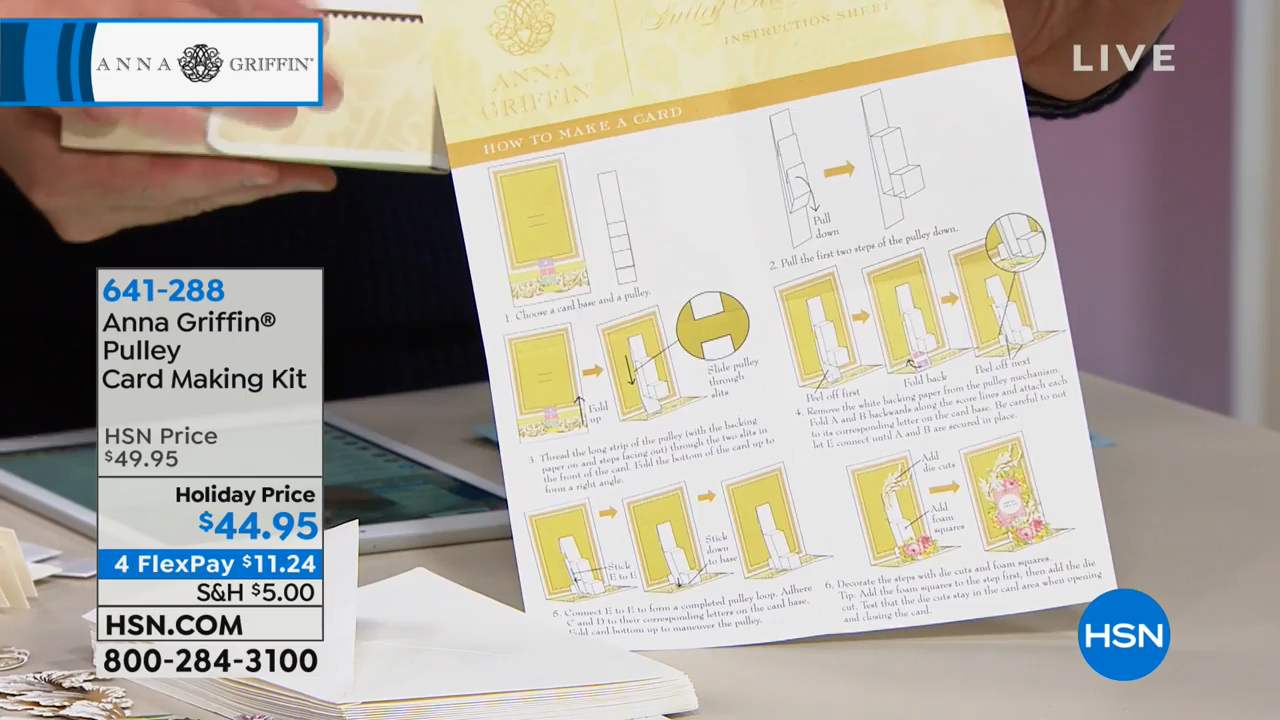 ANNA GRIFFIN®
LIVE
641-288
Anna Griffin®
Pulley
Card Making Kit
HSN Price
$49.95
Holiday Price
$44.95
4 FlexPay $11.24
S&H $5.00
HSN.COM
800-284-3100
HSN
ANNA
GRIFFIN
Pulley
INSTRUCTION SHEET
HOW TO MAKE A CARD
1. Choose a card base and a pulley.
Pull
down
2. Pull the first two steps of the pulley down.
Fold
up
Slide pulley
through
slits
3. Thread the long strip of the pulley (with the backing
paper on and steps facing out) through the two slits in
the front of the card. Fold the bottom of the card up to
form a right angle.
Peel off first
Fold back
Peel off next
4. Remove the white backing paper from the pulley mechanism.
Fold A and B backwards along the score lines and attach each
to its corresponding letter on the card base. Be careful to not
let E connect until A and B are secured in place.
Stick
E to E
Stick
down
to base
5. Connect E to E to form a completed pulley loop. Adhere
C and D to their corresponding letters on the card base.
Fold card bottom up to maneuver the pulley.
Add
die cuts
Add
foam
squares
6. Decorate the steps with die cuts and foam squares.
Tip: Add the foam squares to the step first, then add the die
cut. Test that the die cuts stay in the card area when opening
and closing the card.